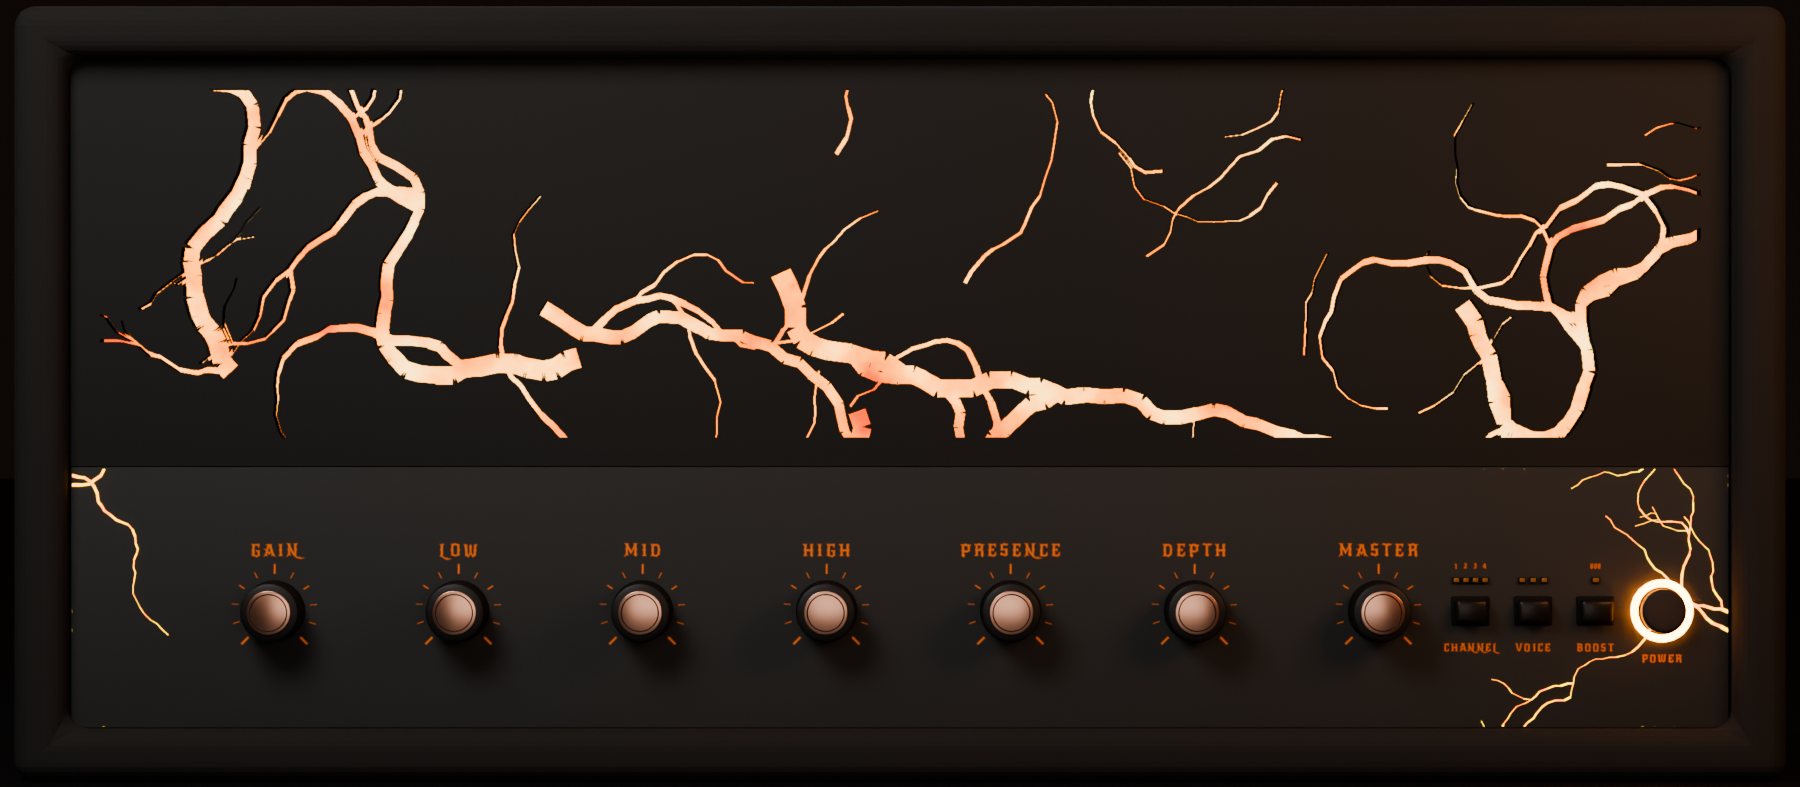 GAIN
LOW
MID
HIGH
PRESENCE
DEPTH
MASTER
1 2 3 4
CHANNEL
VOICE
BOOST
POWER